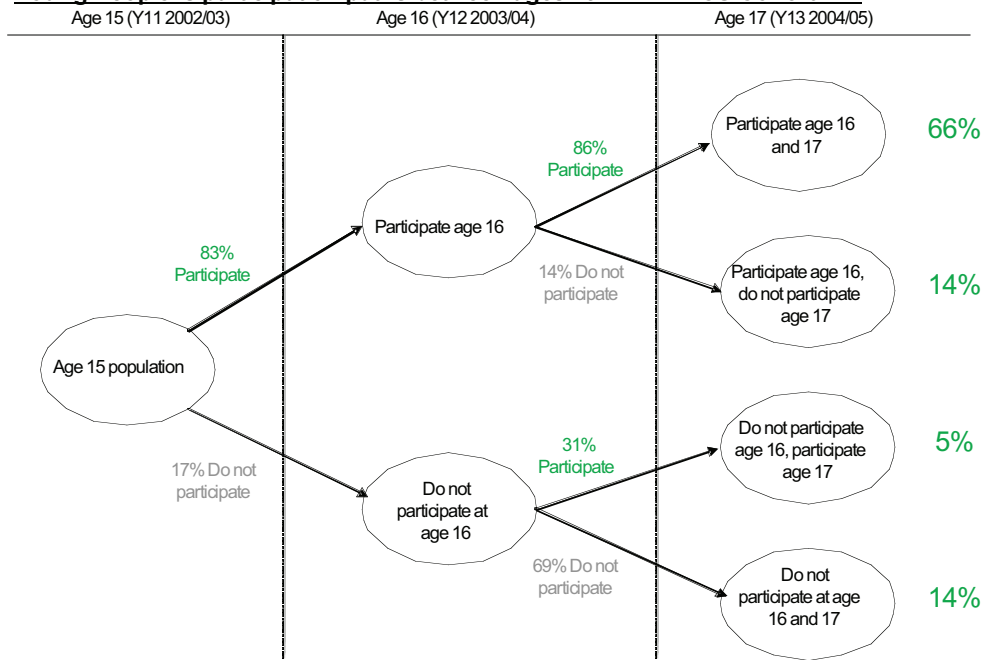 Age 15 (Y11 2002/03)
Age 16 (Y12 2003/04)
Age 17 (Y13 2004/05)
Participate age 16
and 17
66%
86%
Participate
Participate age 16
83%
Participate
14% Do not
participate
Participate age 16,
do not participate
age 17
14%
Age 15 population
17% Do not
participate
31%
Participate
Do not participate
age 16, participate
age 17
5%
Do not
participate at
age 16
69% Do not
participate
Do not
participate at age
16 and 17
14%